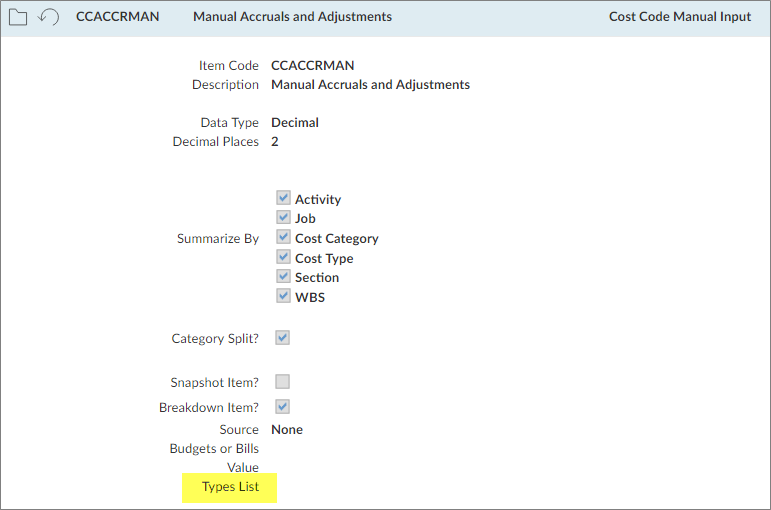 CCACCRMAN Manual Accruals and Adjustments Cost Code Manual Input
Item Code CCACCRMAN
Description Manual Accruals and Adjustments
Data Type Decimal
Decimal Places 2
Activity
Job
Summarize By Cost Category
Cost Type
Section
WBS
Category Split?
Snapshot Item?
Breakdown Item?
Source None
Budgets or Bills
Value
Types List